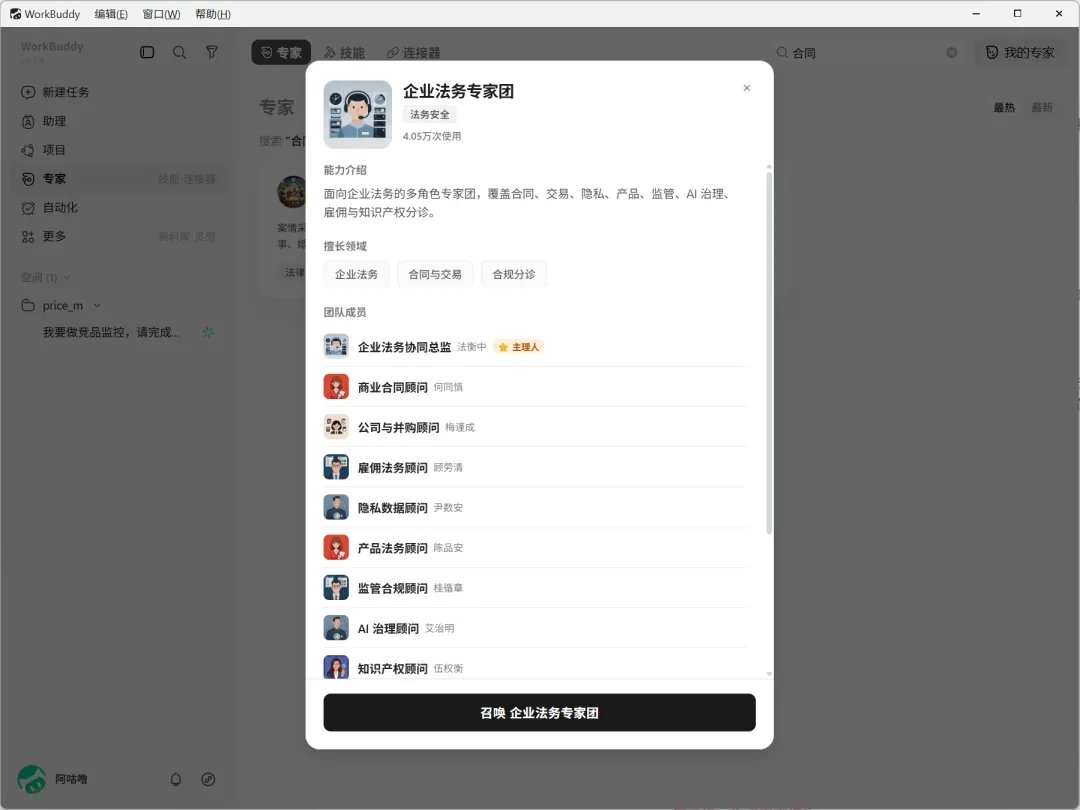 WorkBuddy 编辑(E) 窗口(W) 帮助(H)
WorkBuddy
新建任务
助理
项目
专家 技能·连接器
自动化
更多
空间 (1)
price_m
我要做竞品监控，请完成...
阿咕噜
专家 技能 连接器
合同
我的专家
专家
最热 最新
搜索 "合同
案情采
事、婚
法律
企业法务专家团
法务安全
4.05万次使用
能力介绍
面向企业法务的多角色专家团，覆盖合同、交易、隐私、产品、监管、AI 治理、
雇佣与知识产权分诊。
擅长领域
企业法务 合同与交易 合规分诊
团队成员
企业法务协同总监 法衡中 主理人
商业合同顾问 何同慎
公司与并购顾问 梅谨成
雇佣法务顾问 顾劳清
隐私数据顾问 尹数安
产品法务顾问 陈品安
监管合规顾问 桂循章
AI 治理顾问 艾治明
知识产权顾问 伍权衡
召唤 企业法务专家团